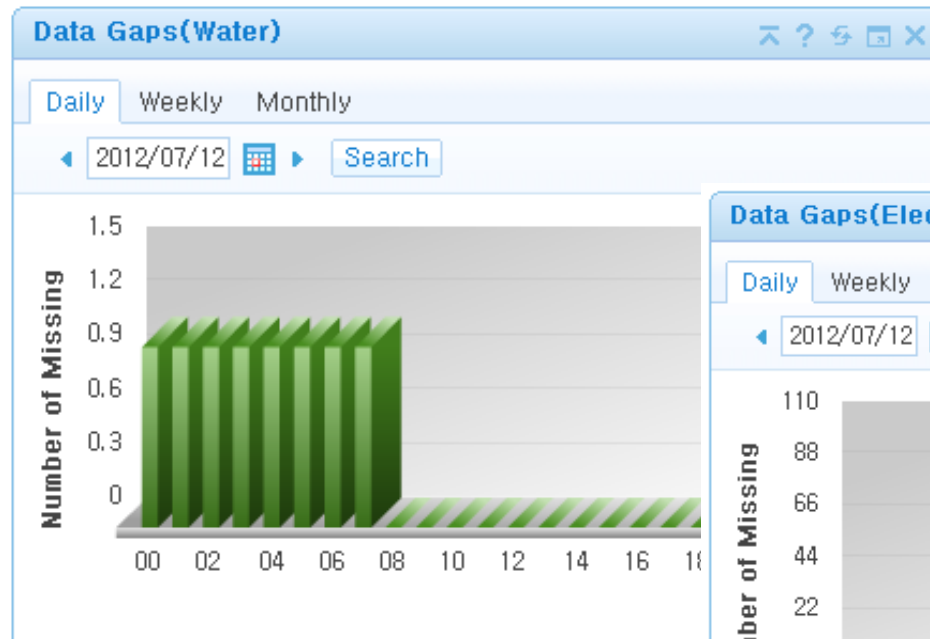 Data Gaps(Water)
Daily Weekly Monthly
2012/07/12 Search
1.5
1.2
0.9
0.6
0.3
0
Number of Missing
00 02 04 06 08 10 12 14 16
Data Gaps(Elec
Daily Weekly
2012/07/12
110
88
66
44
22
Missing